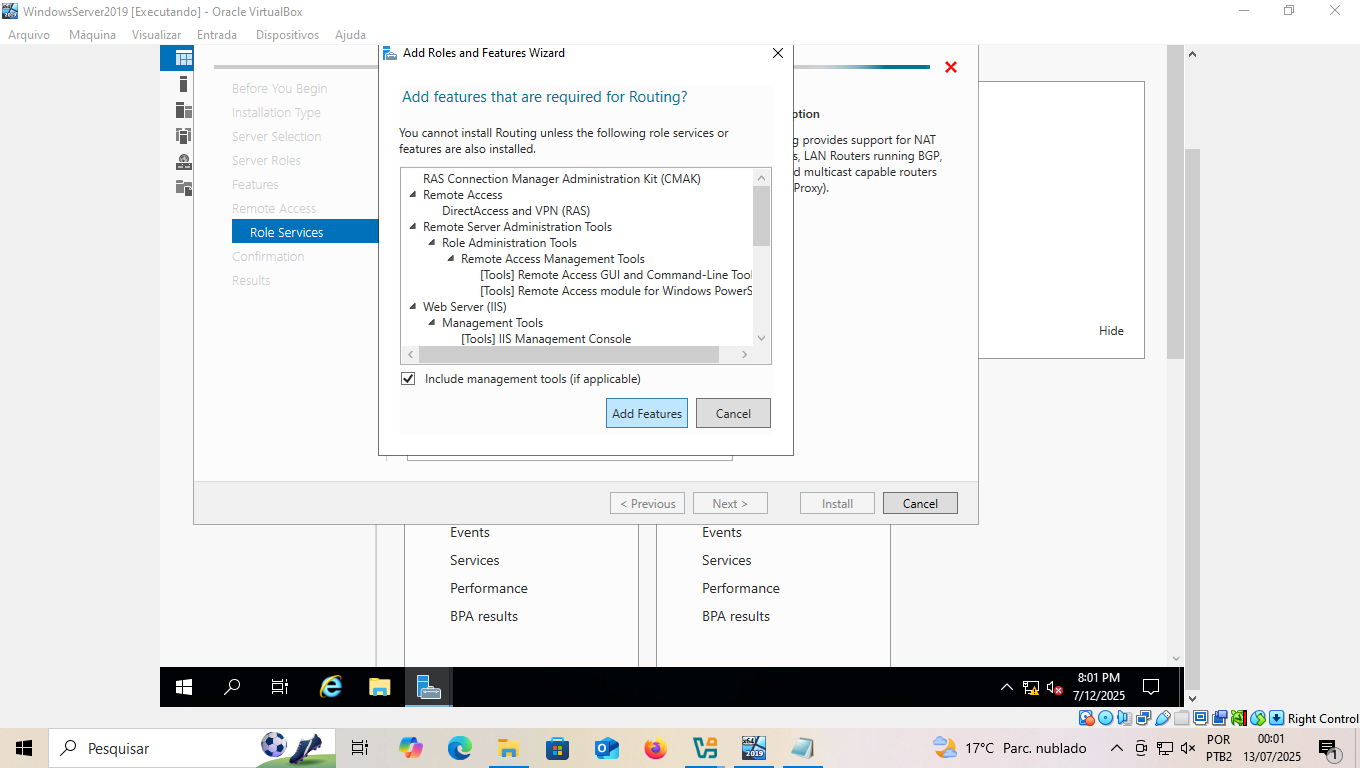 WindowsServer2019 [Executando] - Oracle VirtualBox
Arquivo Máquina Visualizar Entrada Dispositivos Ajuda
Add Roles and Features Wizard
Before You Begin
Installation Type
Server Selection
Server Roles
Features
Remote Access
Role Services
Confirmation
Results
Add features that are required for Routing?
You cannot install Routing unless the following role services or
features are also installed.
RAS Connection Manager Administration Kit (CMAK)
Remote Access
DirectAccess and VPN (RAS)
Remote Server Administration Tools
Role Administration Tools
Remote Access Management Tools
[Tools] Remote Access GUI and Command-Line Tool
[Tools] Remote Access module for Windows PowerS
Web Server (IIS)
Management Tools
[Tools] IIS Management Console
Include management tools (if applicable)
Add Features Cancel
ption
g provides support for NAT
s, LAN Routers running BGP,
d multicast capable routers
Proxy).
Hide
< Previous Next > Install Cancel
Events
Services
Performance
BPA results
Events
Services
Performance
BPA results
8:01 PM
7/12/2025
Right Control
Pesquisar
17°C Parc. nublado
POR
PTB2
00:01
13/07/2025
1